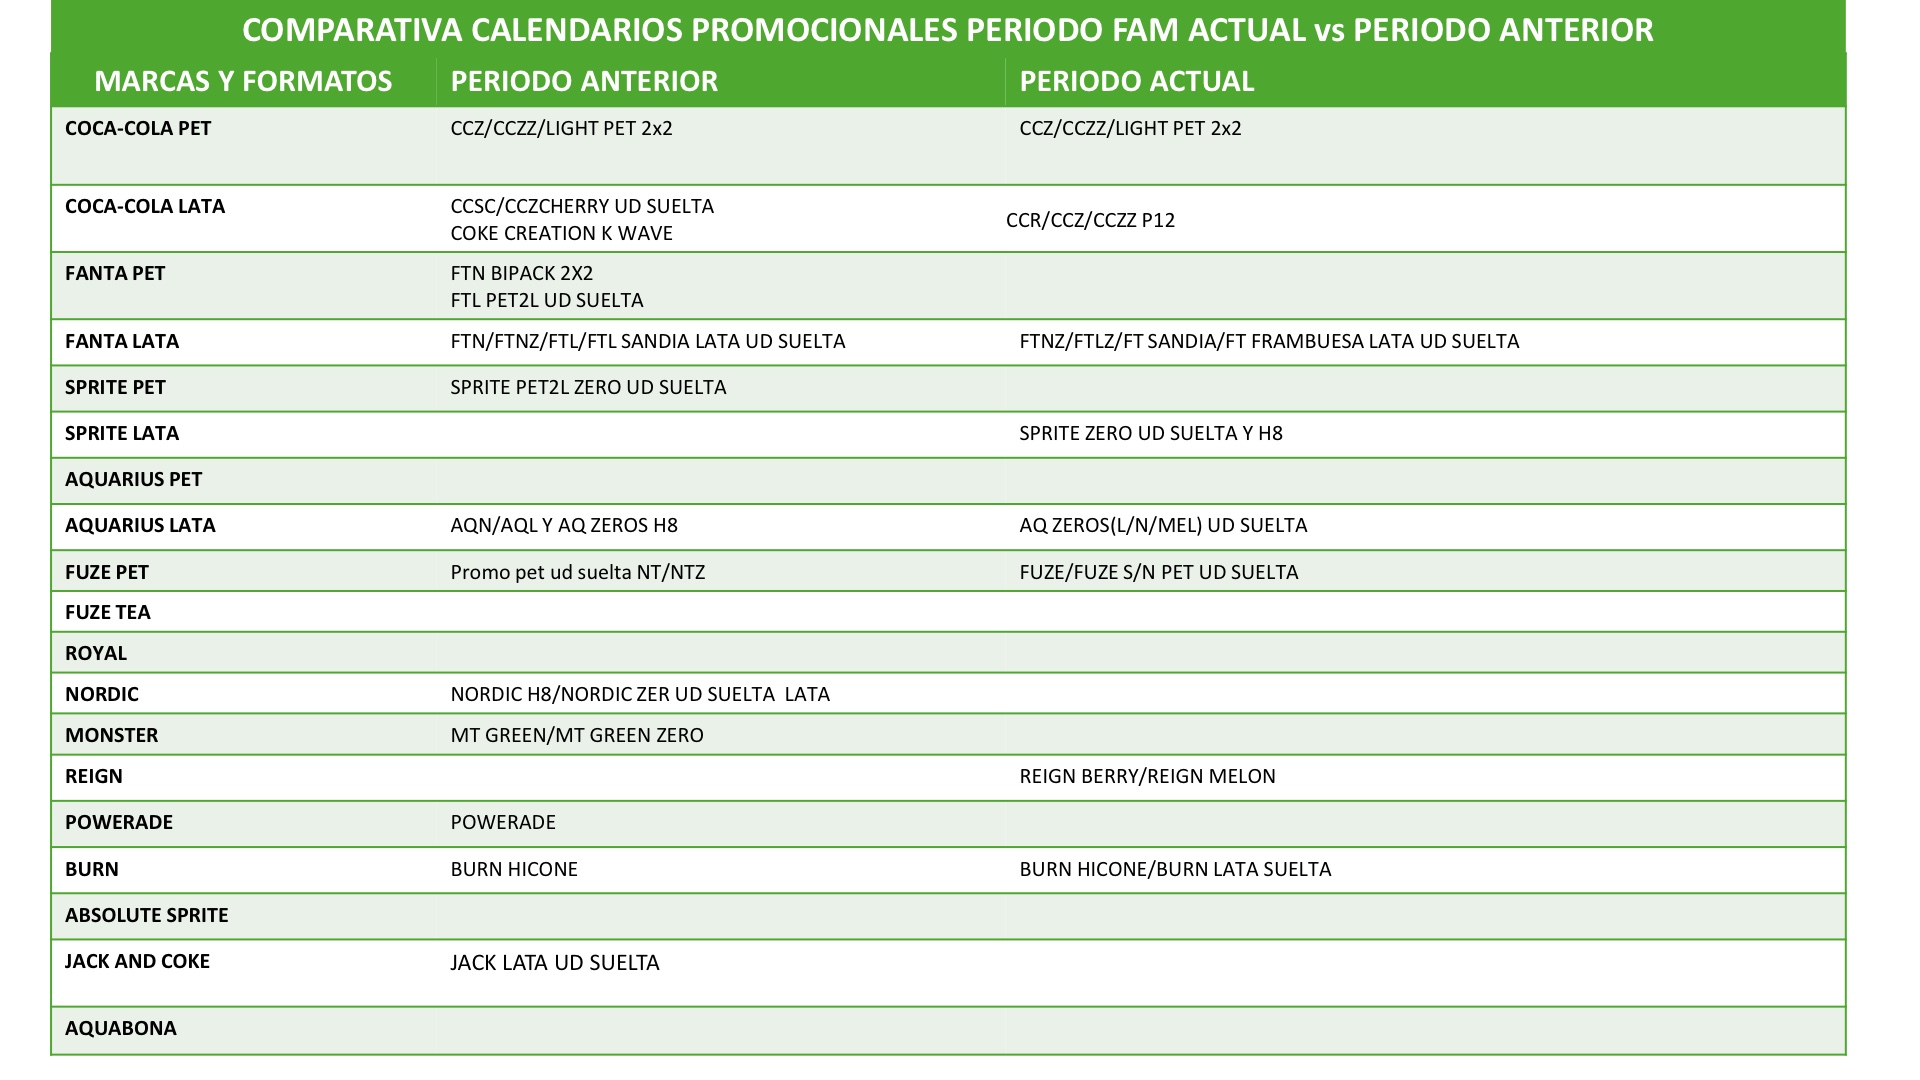 COMPARATIVA CALENDARIOS PROMOCIONALES PERIODO FAM ACTUAL vs PERIODO ANTERIOR
MARCAS Y FORMATOS PERIODO ANTERIOR PERIODO ACTUAL
COCA-COLA PET CCZ/CCZZ/LIGHT PET 2x2 CCZ/CCZZ/LIGHT PET 2x2
COCA-COLA LATA CCSC/CCZCHERRY UD SUELTA
COKE CREATION K WAVE CCR/CCZ/CCZZ P12
FANTA PET FTN BIPACK 2X2
FTL PET2L UD SUELTA
FANTA LATA FTN/FTNZ/FTL/FTL SANDIA LATA UD SUELTA FTNZ/FTLZ/FT SANDIA/FT FRAMBUESA LATA UD SUELTA
SPRITE PET SPRITE PET2L ZERO UD SUELTA
SPRITE LATA SPRITE ZERO UD SUELTA Y H8
AQUARIUS PET
AQUARIUS LATA AQN/AQL Y AQ ZEROS H8 AQ ZEROS(L/N/MEL) UD SUELTA
FUZE PET Promo pet ud suelta NT/NTZ FUZE/FUZE S/N PET UD SUELTA
FUZE TEA
ROYAL
NORDIC NORDIC H8/NORDIC ZER UD SUELTA LATA
MONSTER MT GREEN/MT GREEN ZERO
REIGN REIGN BERRY/REIGN MELON
POWERADE POWERADE
BURN BURN HICONE BURN HICONE/BURN LATA SUELTA
ABSOLUTE SPRITE
JACK AND COKE JACK LATA UD SUELTA
AQUABONA